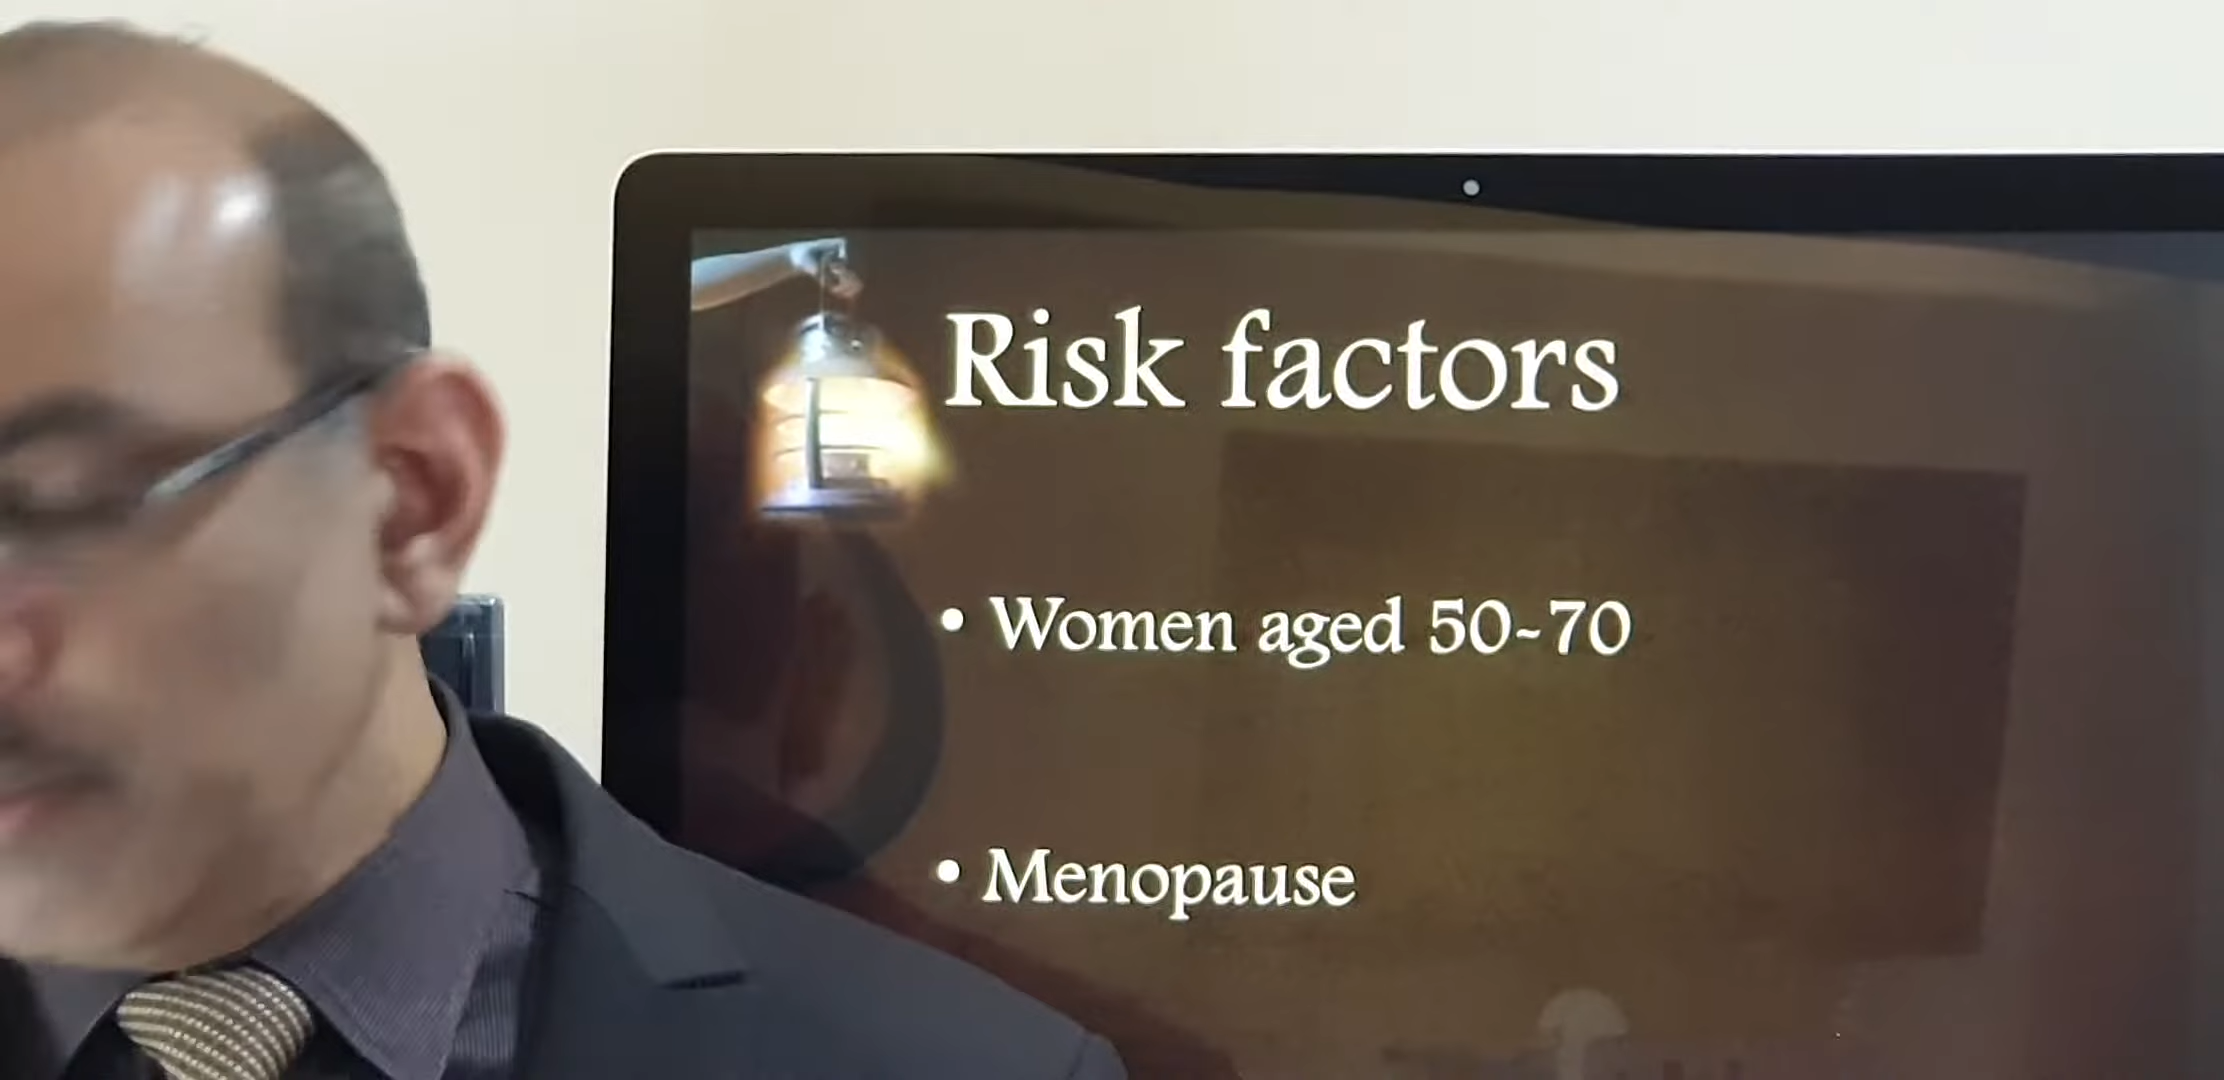 Risk factors
• Women aged 50-70
• Menopause